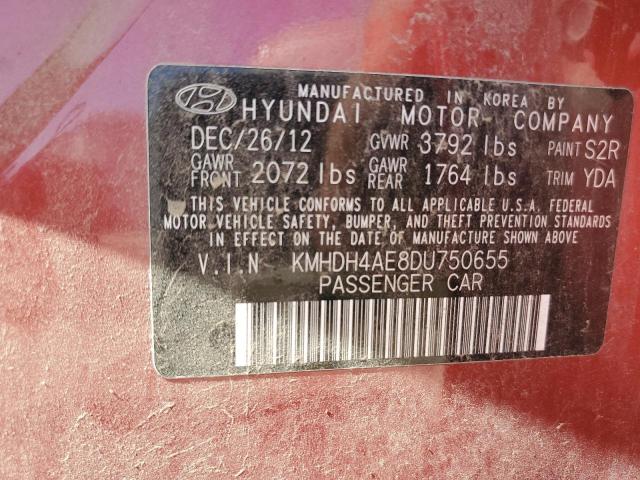 MANUFACTURED IN KOREA BY
HYUNDAI MOTOR COMPANY
DEC/26/12 GVWR 3792 lbs PAINT S2R
GAWR FRONT 2072 lbs GAWR REAR 1764 lbs TRIM YDA
THIS VEHICLE CONFORMS TO ALL APPLICABLE U.S.A. FEDERAL
MOTOR VEHICLE SAFETY, BUMPER, AND THEFT PREVENTION STANDARDS
IN EFFECT ON THE DATE OF MANUFACTURE SHOWN ABOVE
V.I.N KMHDH4AE8DU750655
PASSENGER CAR